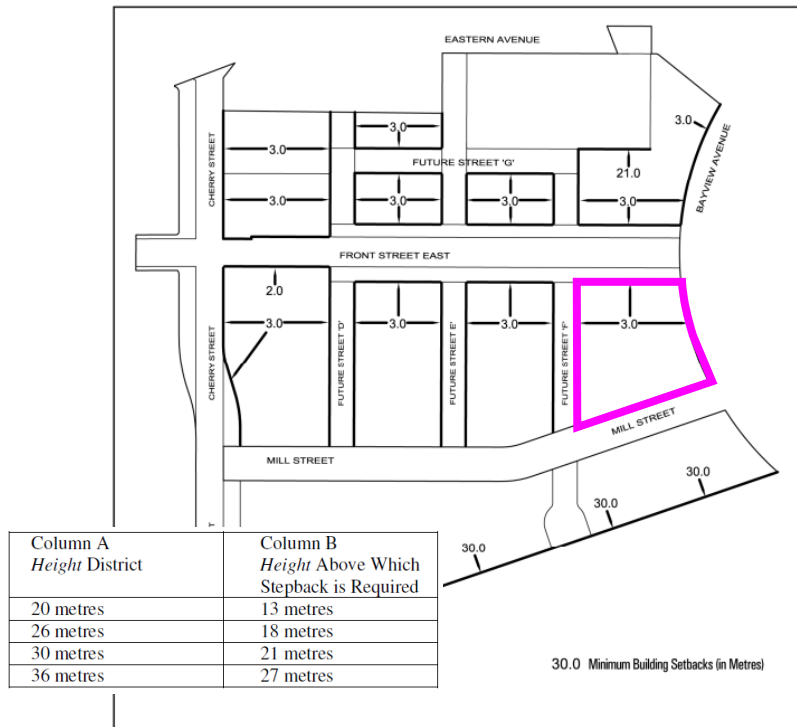 EASTERN AVENUE
3.0
3.0
3.0
FUTURE STREET 'G'
21.0
BAYVIEW AVENUE
CHERRY STREET
3.0
3.0
3.0
3.0
FRONT STREET EAST
2.0
3.0
3.0
3.0
3.0
CHERRY STREET
FUTURE STREET 'D'
FUTURE STREET 'E'
FUTURE STREET 'F'
MILL STREET
MILL STREET
30.0
30.0
30.0
T
Column A
Height District
Column B
Height Above Which
Stepback is Required
20 metres 13 metres
26 metres 18 metres
30 metres 21 metres
36 metres 27 metres
30.0 Minimum Building Setbacks (in Metres)